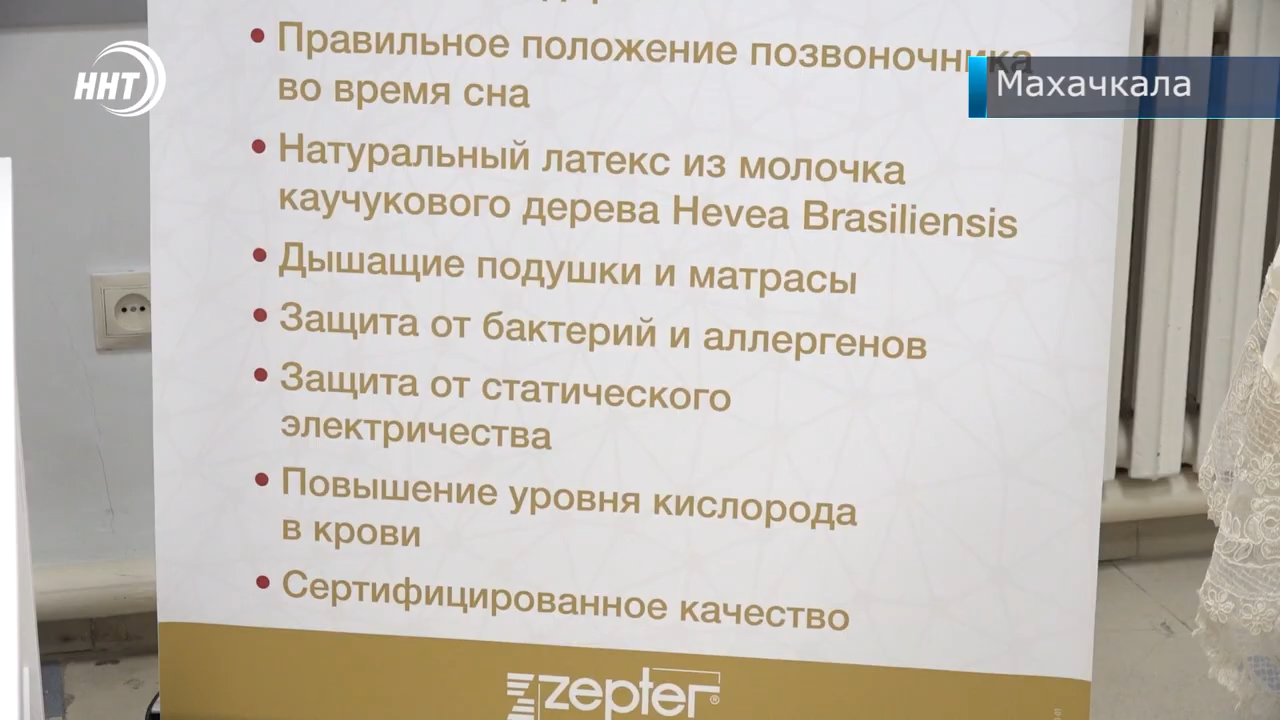 ННТ
Махачкала
• Правильное положение позвоночника
во время сна
• Натуральный латекс из молочка
каучукового дерева Hevea Brasiliensis
• Дышащие подушки и матрасы
• Защита от бактерий и аллергенов
• Защита от статического
электричества
• Повышение уровня кислорода
в крови
• Сертифицированное качество
zepter®